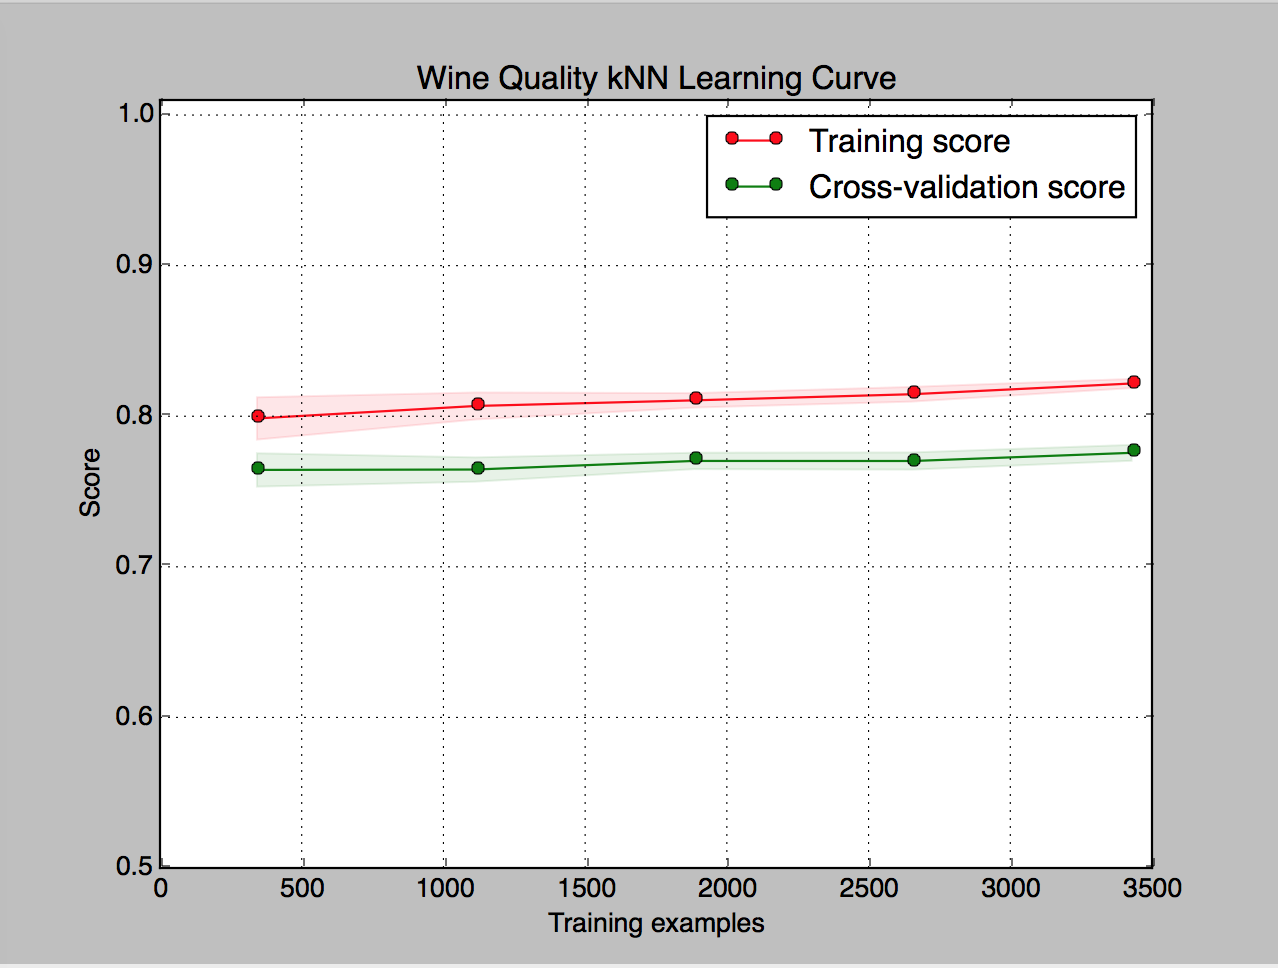 Wine Quality kNN Learning Curve
1.0
0.9
0.8
0.7
0.6
0.5
Score
Training score
Cross-validation score
0 500 1000 1500 2000 2500 3000 3500
Training examples